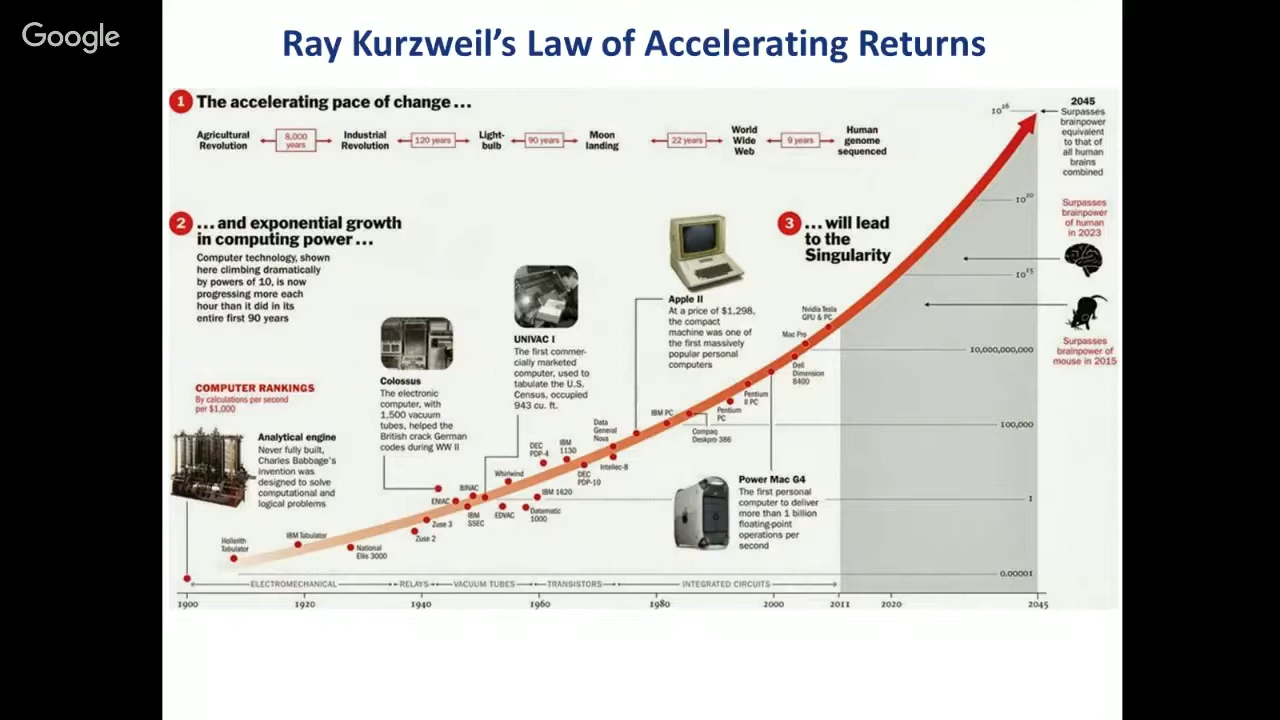 Google
Ray Kurzweil's Law of Accelerating Returns
1 The accelerating pace of change ...
Agricultural
Revolution
8,000
years
Industrial
Revolution
120 years
Light-
bulb
90 years
Moon
landing
22 years
World
Wide
Web
9 years
Human
genome
sequenced
2 ... and exponential growth
in computing power ...
Computer technology, shown
here climbing dramatically
by powers of 10, is now
progressing more each
hour than it did in its
entire first 90 years
3 ... will lead
to the
Singularity
2045
Surpasses
brainpower
equivalent
to that of
all human
brains
combined
Surpasses
brainpower
of human
in 2023
Surpasses
brainpower of
mouse in 2015
COMPUTER RANKINGS
By calculations per second
per $1,000
Analytical engine
Never fully built,
Charles Babbage's
invention was
designed to solve
computational and
logical problems
Colossus
The electronic
computer, with
1,500 vacuum
tubes, helped the
British crack German
codes during WW II
UNIVAC I
The first commer-
cially marketed
computer, used to
tabulate the U.S.
Census, occupied
943 cu. ft.
Apple II
At a price of $1,298,
the compact
machine was one of
the first massively
popular personal
computers
Power Mac G4
The first personal
computer to deliver
more than 1 billion
floating-point
operations per
second
Hollerith
Tabulator
IBM Tabulator
National
Ellis 3000
Zuse 2
Zuse 3
ENIAC
BINAC
IBM
SSEC
Whirlwind
EDVAC
Datamatic
1000
IBM 1620
DEC
PDP-4
IBM
1130
DEC
PDP-10
Data
General
Nova
Intellec-8
IBM PC
Compaq
Deskpro 386
Pentium
PC
Pentium
II PC
Dell
Dimension
8400
Mac Pro
Nvidia Tesla
GPU & PC
10²⁰
10¹⁵
10,000,000,000
100,000
1
0.00001
ELECTROMECHANICAL
RELAYS
VACUUM TUBES
TRANSISTORS
INTEGRATED CIRCUITS
1900 1920 1940 1960 1980 2000 2011 2020 2045